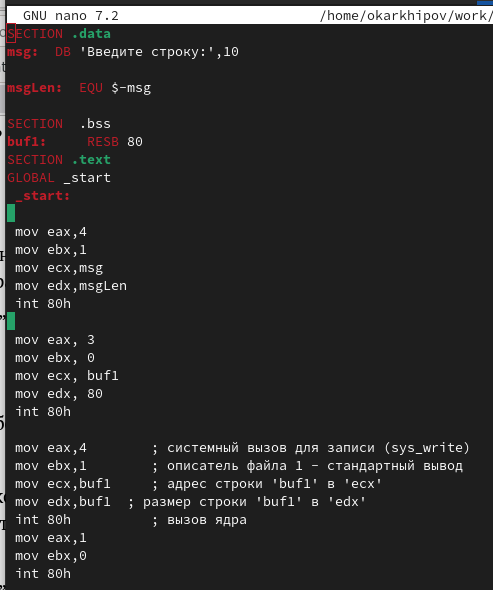 GNU nano 7.2 /home/okarkhipov/work/
SECTION .data
msg: DB 'Введите строку:',10
msgLen: EQU $-msg
SECTION .bss
buf1: RESB 80
SECTION .text
GLOBAL _start
_start:
mov eax,4
mov ebx,1
mov ecx,msg
mov edx,msgLen
int 80h
mov eax, 3
mov ebx, 0
mov ecx, buf1
mov edx, 80
int 80h
mov eax,4 ; системный вызов для записи (sys_write)
mov ebx,1 ; описатель файла 1 - стандартный вывод
mov ecx,buf1 ; адрес строки 'buf1' в 'ecx'
mov edx,buf1 ; размер строки 'buf1' в 'edx'
int 80h ; вызов ядра
mov eax,1
mov ebx,0
int 80h